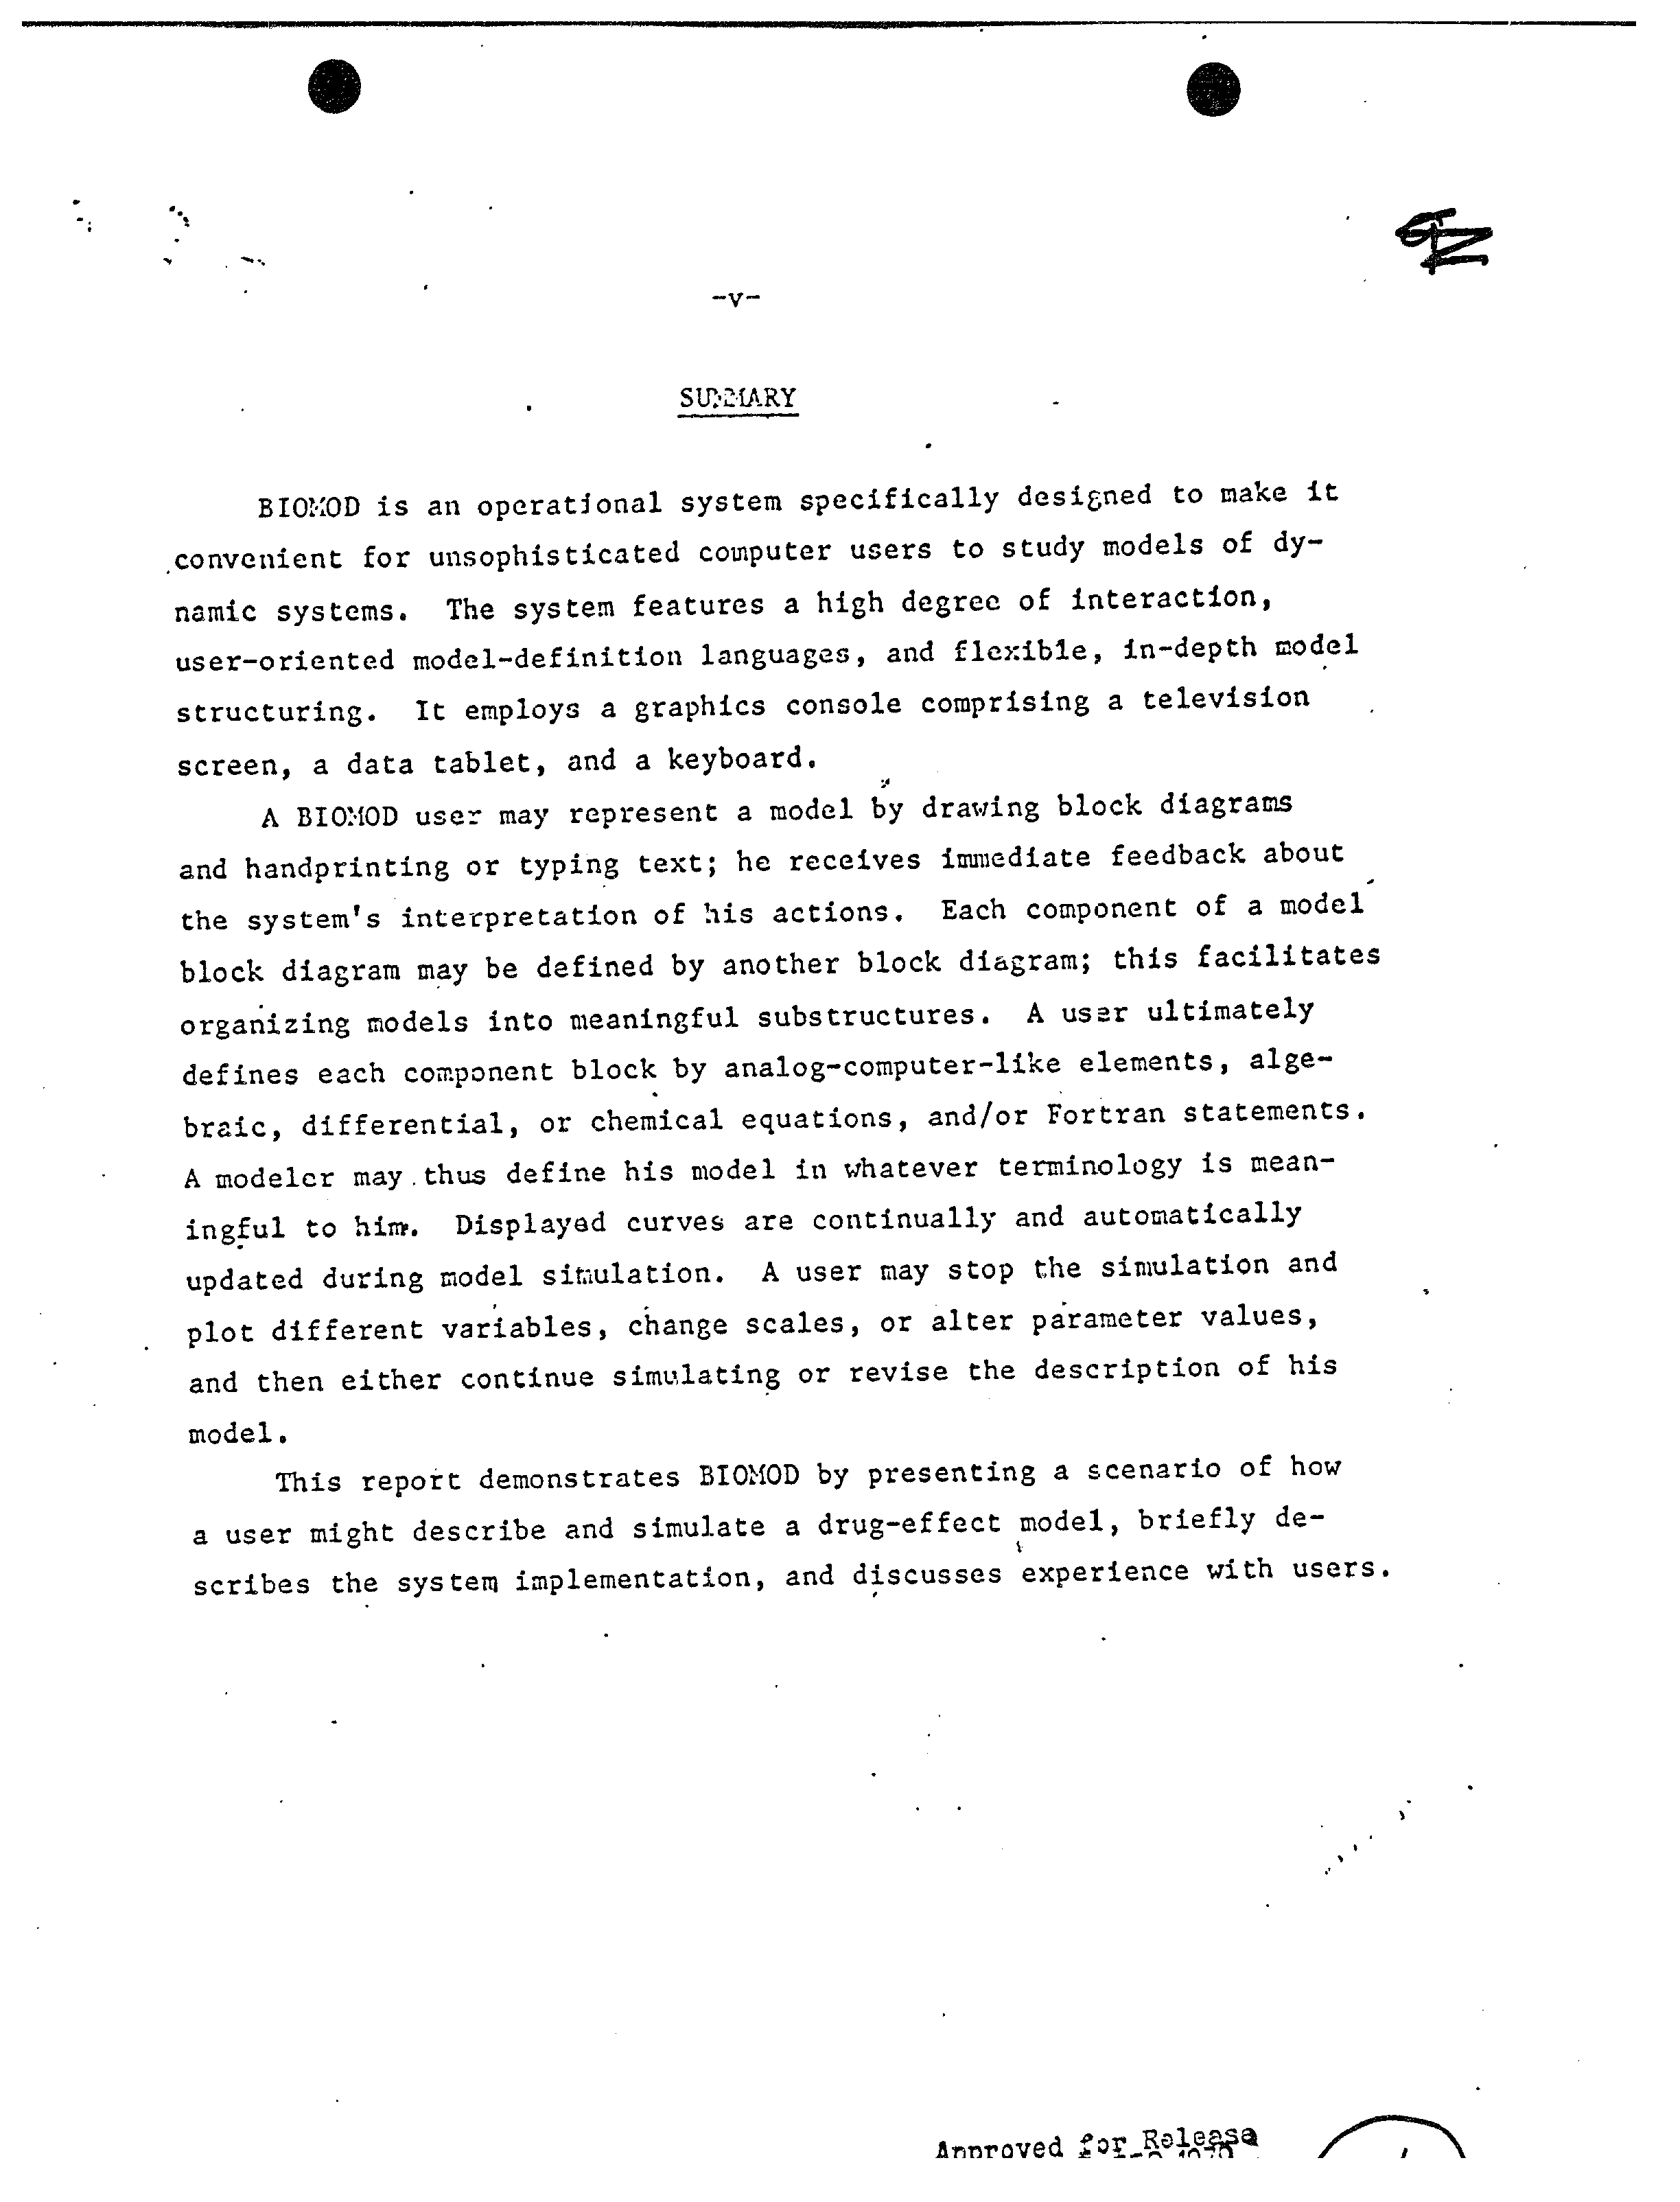 -v-
SUMMARY
BIOMOD is an operational system specifically designed to make it
convenient for unsophisticated computer users to study models of dy-
namic systems. The system features a high degree of interaction,
user-oriented model-definition languages, and flexible, in-depth model
structuring. It employs a graphics console comprising a television
screen, a data tablet, and a keyboard.
A BIOMOD user may represent a model by drawing block diagrams
and handprinting or typing text; he receives immediate feedback about
the system's interpretation of his actions. Each component of a model
block diagram may be defined by another block diagram; this facilitates
organizing models into meaningful substructures. A user ultimately
defines each component block by analog-computer-like elements, alge-
braic, differential, or chemical equations, and/or Fortran statements.
A modeler may thus define his model in whatever terminology is mean-
ingful to him. Displayed curves are continually and automatically
updated during model simulation. A user may stop the simulation and
plot different variables, change scales, or alter parameter values,
and then either continue simulating or revise the description of his
model.
This report demonstrates BIOMOD by presenting a scenario of how
a user might describe and simulate a drug-effect model, briefly de-
scribes the system implementation, and discusses experience with users.
Approved for Release